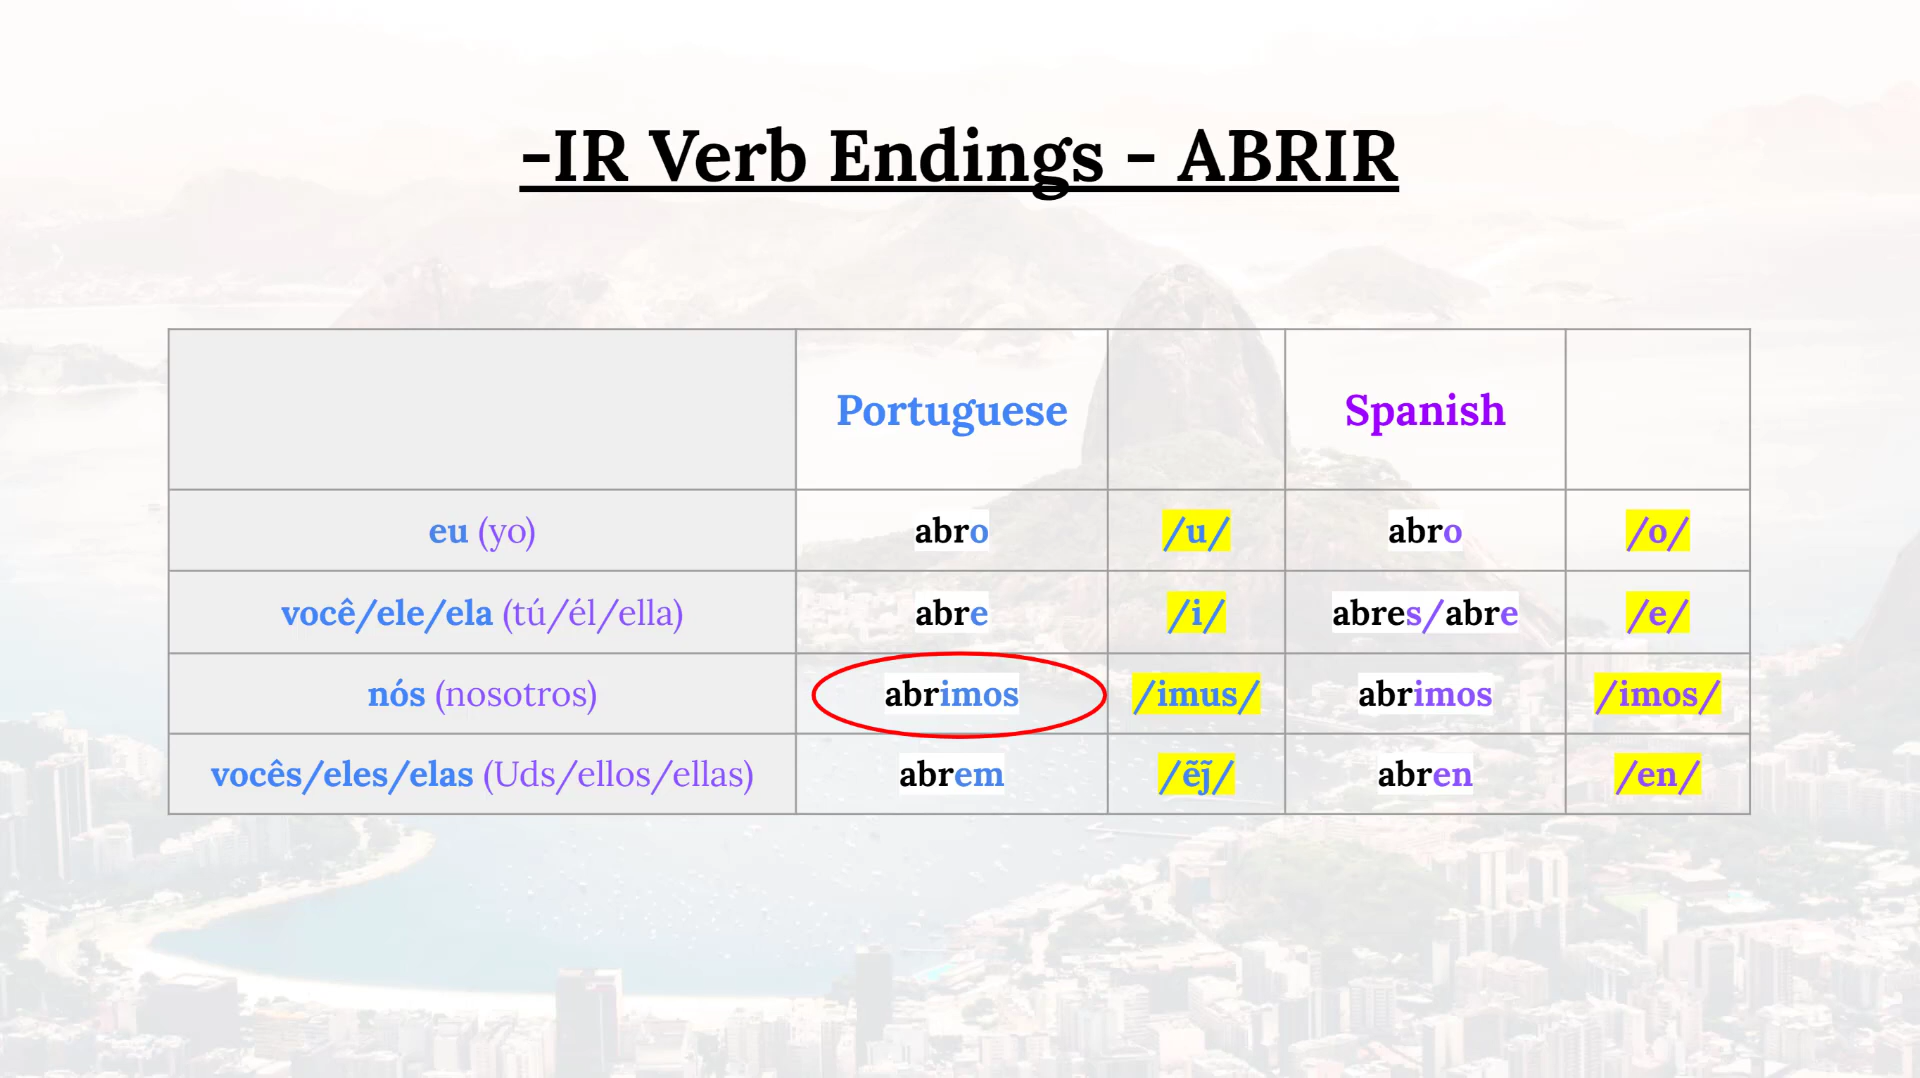 -IR Verb Endings - ABRIR
Portuguese Spanish
eu (yo) abro /u/ abro /o/
você/ele/ela (tú/él/ella) abre /i/ abres/abre /e/
nós (nosotros) abrimos /imus/ abrimos /imos/
vocês/eles/elas (Uds/ellos/ellas) abrem /ẽj̃/ abren /en/